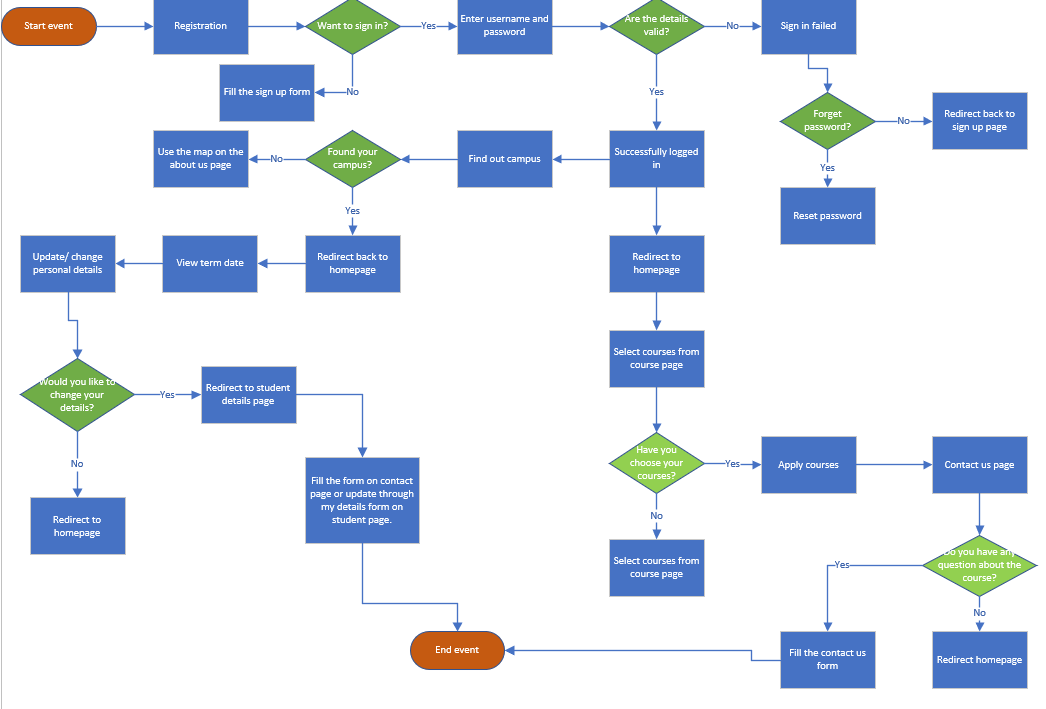 Start event
Registration
Want to sign in?
Yes
Enter username and
password
Are the details
valid?
No
Sign in failed
Fill the sign up form
No
Yes
Forget
password?
No
Redirect back to
sign up page
Use the map on the
about us page
No
Found your
campus?
Find out campus
Successfully logged
in
Yes
Reset password
Yes
Update/ change
personal details
View term date
Redirect back to
homepage
Redirect to
homepage
Select courses from
course page
Would you like to
change your
details?
Yes
Redirect to student
details page
No
Redirect to
homepage
Fill the form on contact
page or update through
my details form on
student page.
Have you
choose your
courses?
Yes
Apply courses
Contact us page
No
Select courses from
course page
Do you have any
question about the
course?
Yes
No
End event
Fill the contact us
form
Redirect homepage